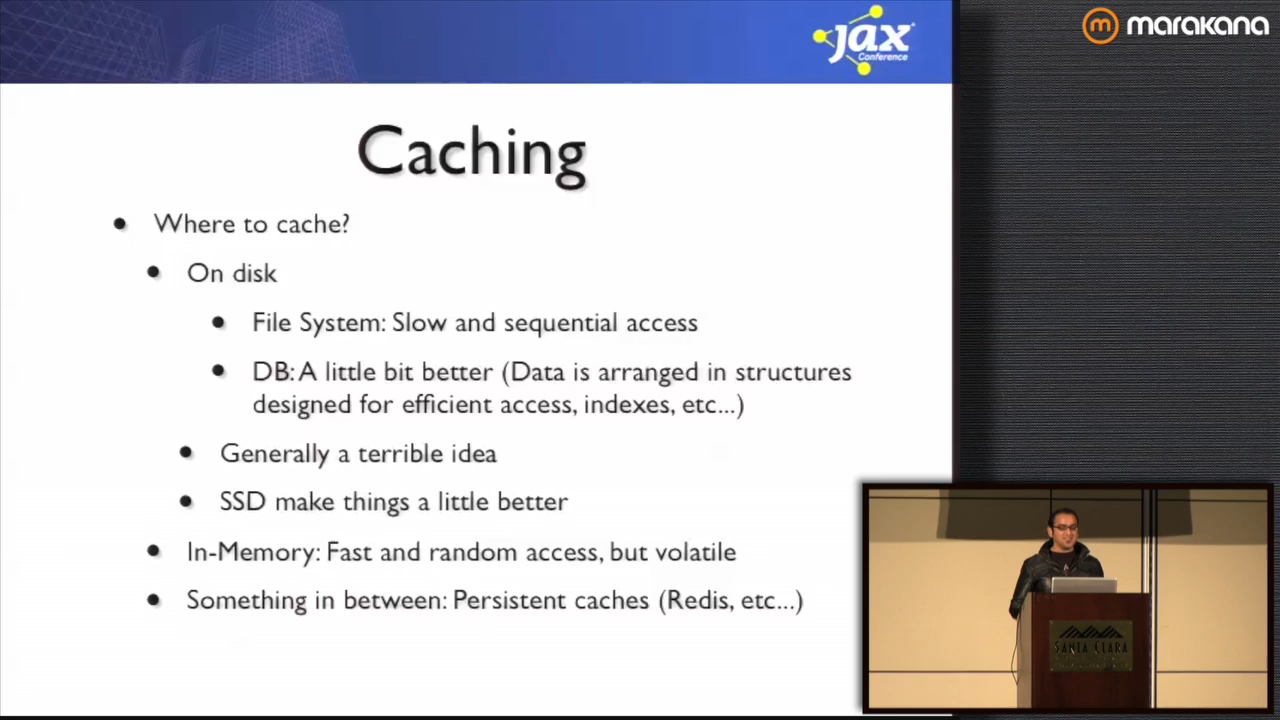 jax
Conference
marakana
Caching
• Where to cache?
• On disk
• File System: Slow and sequential access
• DB: A little bit better (Data is arranged in structures
designed for efficient access, indexes, etc...)
• Generally a terrible idea
• SSD make things a little better
• In-Memory: Fast and random access, but volatile
• Something in between: Persistent caches (Redis, etc...)
SANTA CLARA